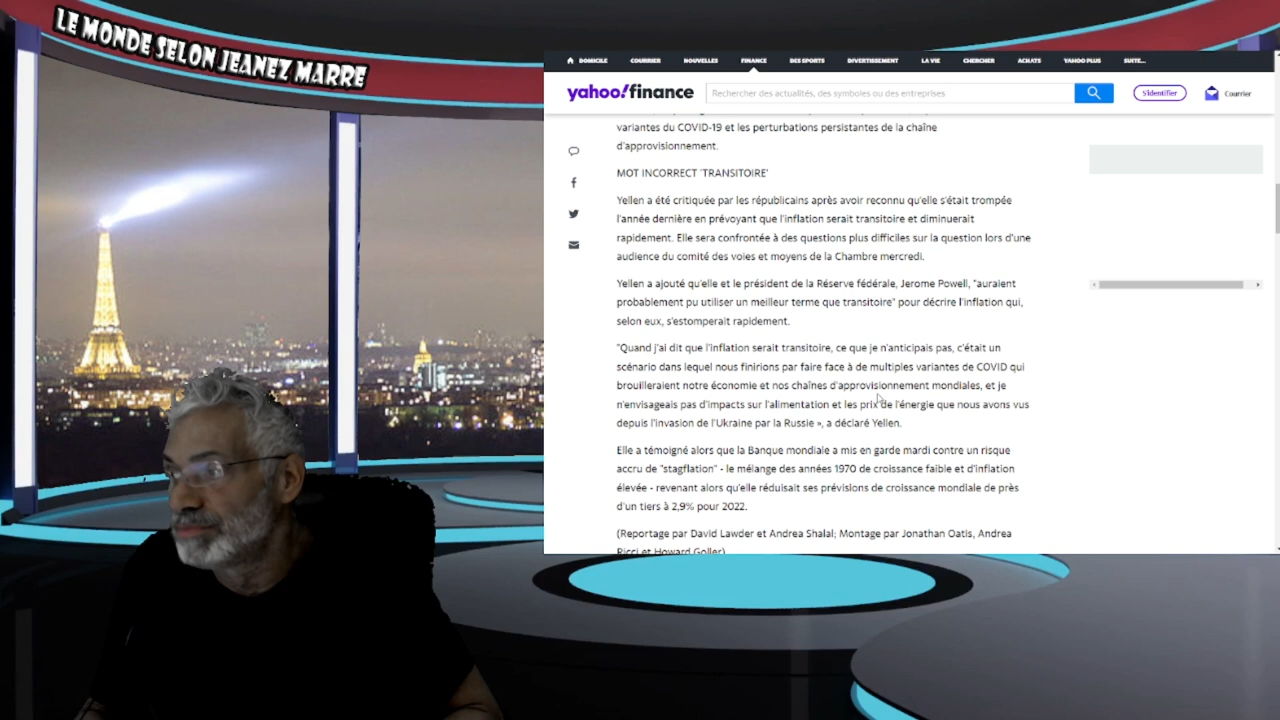 LE MONDE SELON JEANEZ MARRE
DOMICILE COURRIER NOUVELLES FINANCE DES SPORTS DIVERTISSEMENT LA VIE CHERCHER ACHATS YAHOO PLUS SUITE...
yahoo!finance Rechercher des actualités, des symboles ou des entreprises S'identifier Courrier
variantes du COVID-19 et les perturbations persistantes de la chaîne
d'approvisionnement.
MOT INCORRECT 'TRANSITOIRE'
Yellen a été critiquée par les républicains après avoir reconnu qu'elle s'était trompée
l'année dernière en prévoyant que l'inflation serait transitoire et diminuerait
rapidement. Elle sera confrontée à des questions plus difficiles sur la question lors d'une
audience du comité des voies et moyens de la Chambre mercredi.
Yellen a ajouté qu'elle et le président de la Réserve fédérale, Jerome Powell, "auraient
probablement pu utiliser un meilleur terme que transitoire" pour décrire l'inflation qui,
selon eux, s'estomperait rapidement.
"Quand j'ai dit que l'inflation serait transitoire, ce que je n'anticipais pas, c'était un
scénario dans lequel nous finirions par faire face à de multiples variantes de COVID qui
brouilleraient notre économie et nos chaînes d'approvisionnement mondiales, et je
n'envisageais pas d'impacts sur l'alimentation et les prix de l'énergie que nous avons vus
depuis l'invasion de l'Ukraine par la Russie », a déclaré Yellen.
Elle a témoigné alors que la Banque mondiale a mis en garde mardi contre un risque
accru de "stagflation" - le mélange des années 1970 de croissance faible et d'inflation
élevée - revenant alors qu'elle réduisait ses prévisions de croissance mondiale de près
d'un tiers à 2,9% pour 2022.
(Reportage par David Lawder et Andrea Shalal; Montage par Jonathan Oatis, Andrea
Ricci et Howard Goller)